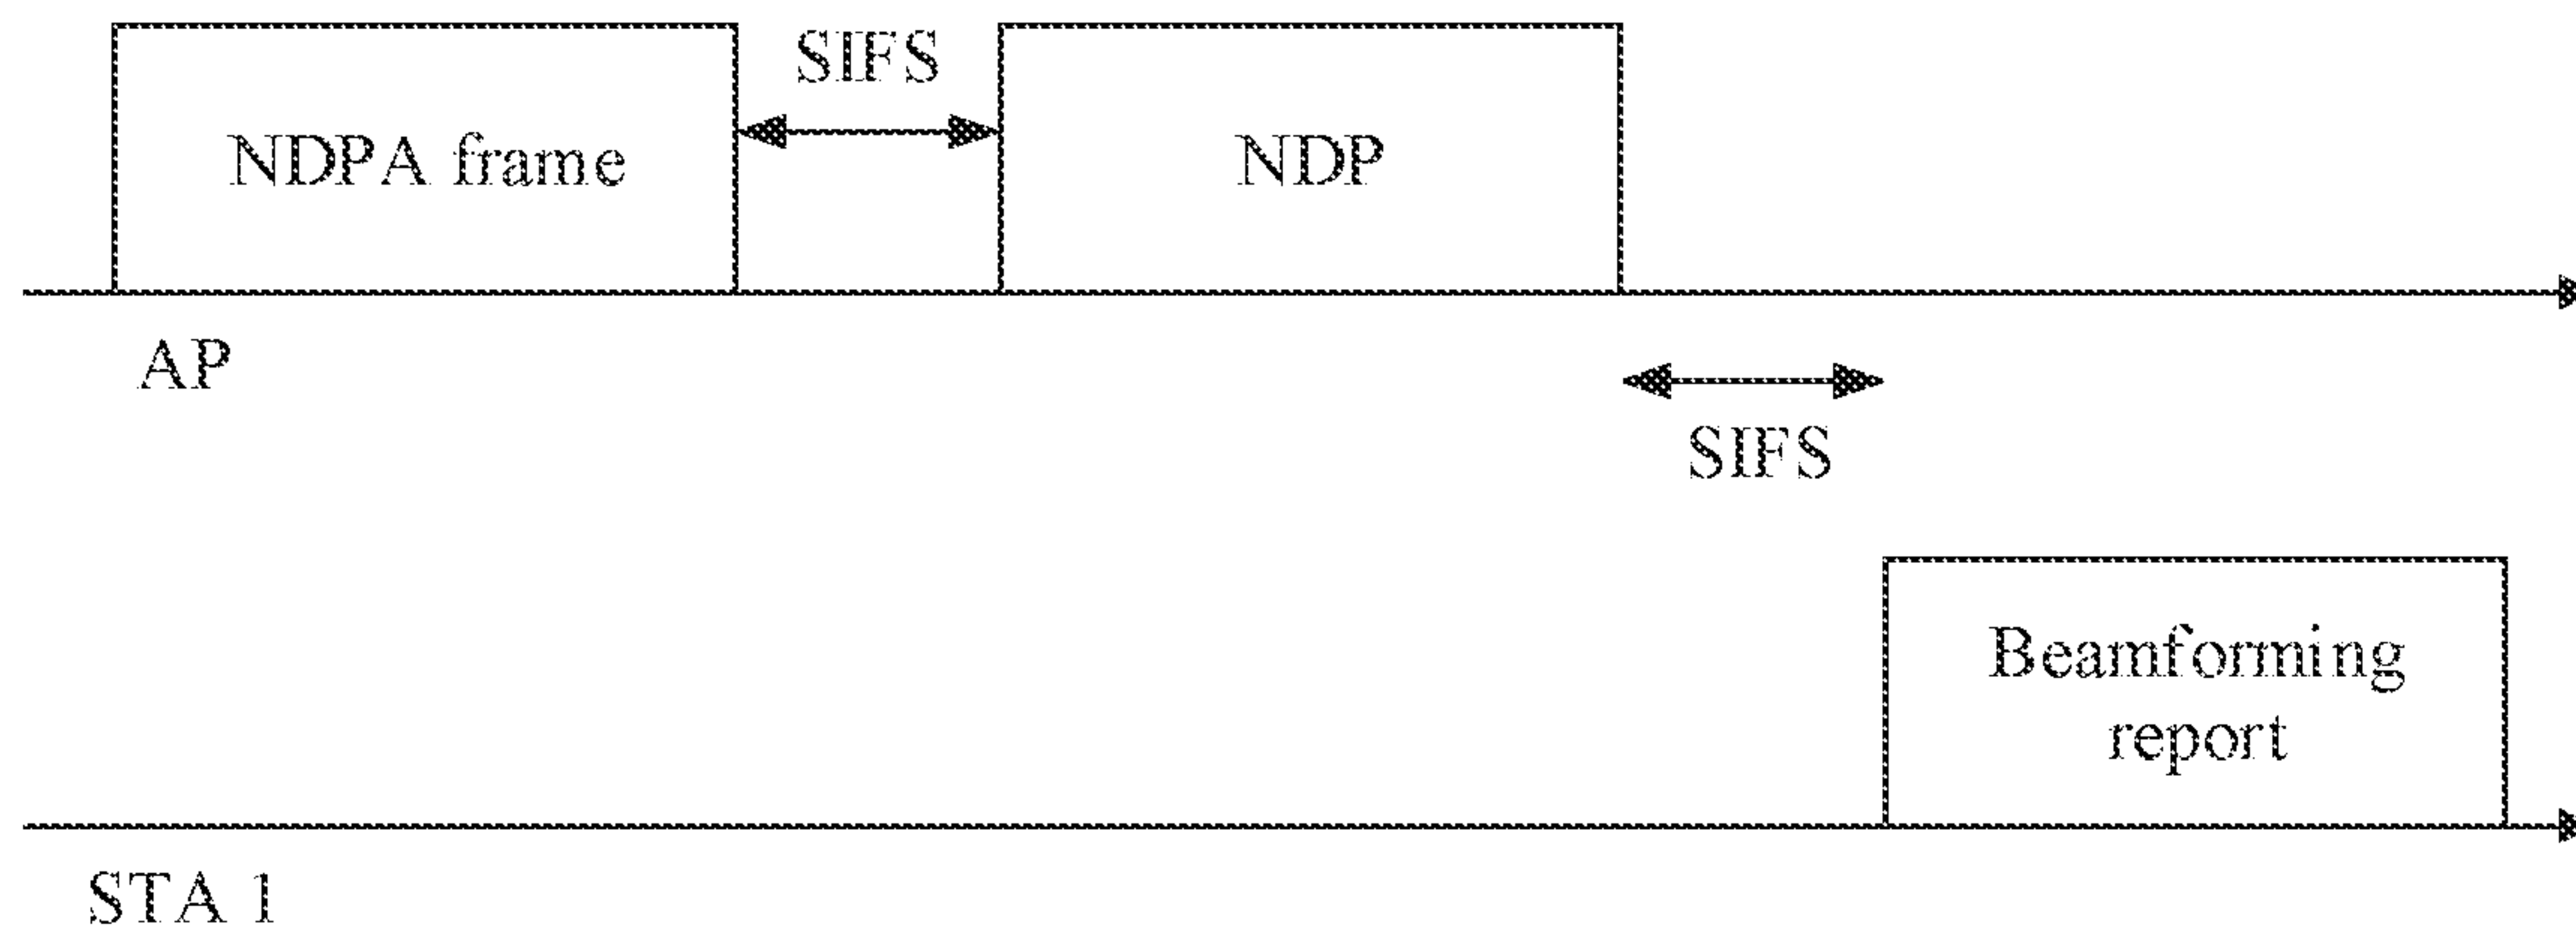 SIFS
NDPA frame
NDP
AP
SIFS
Beamforming
report
STA 1